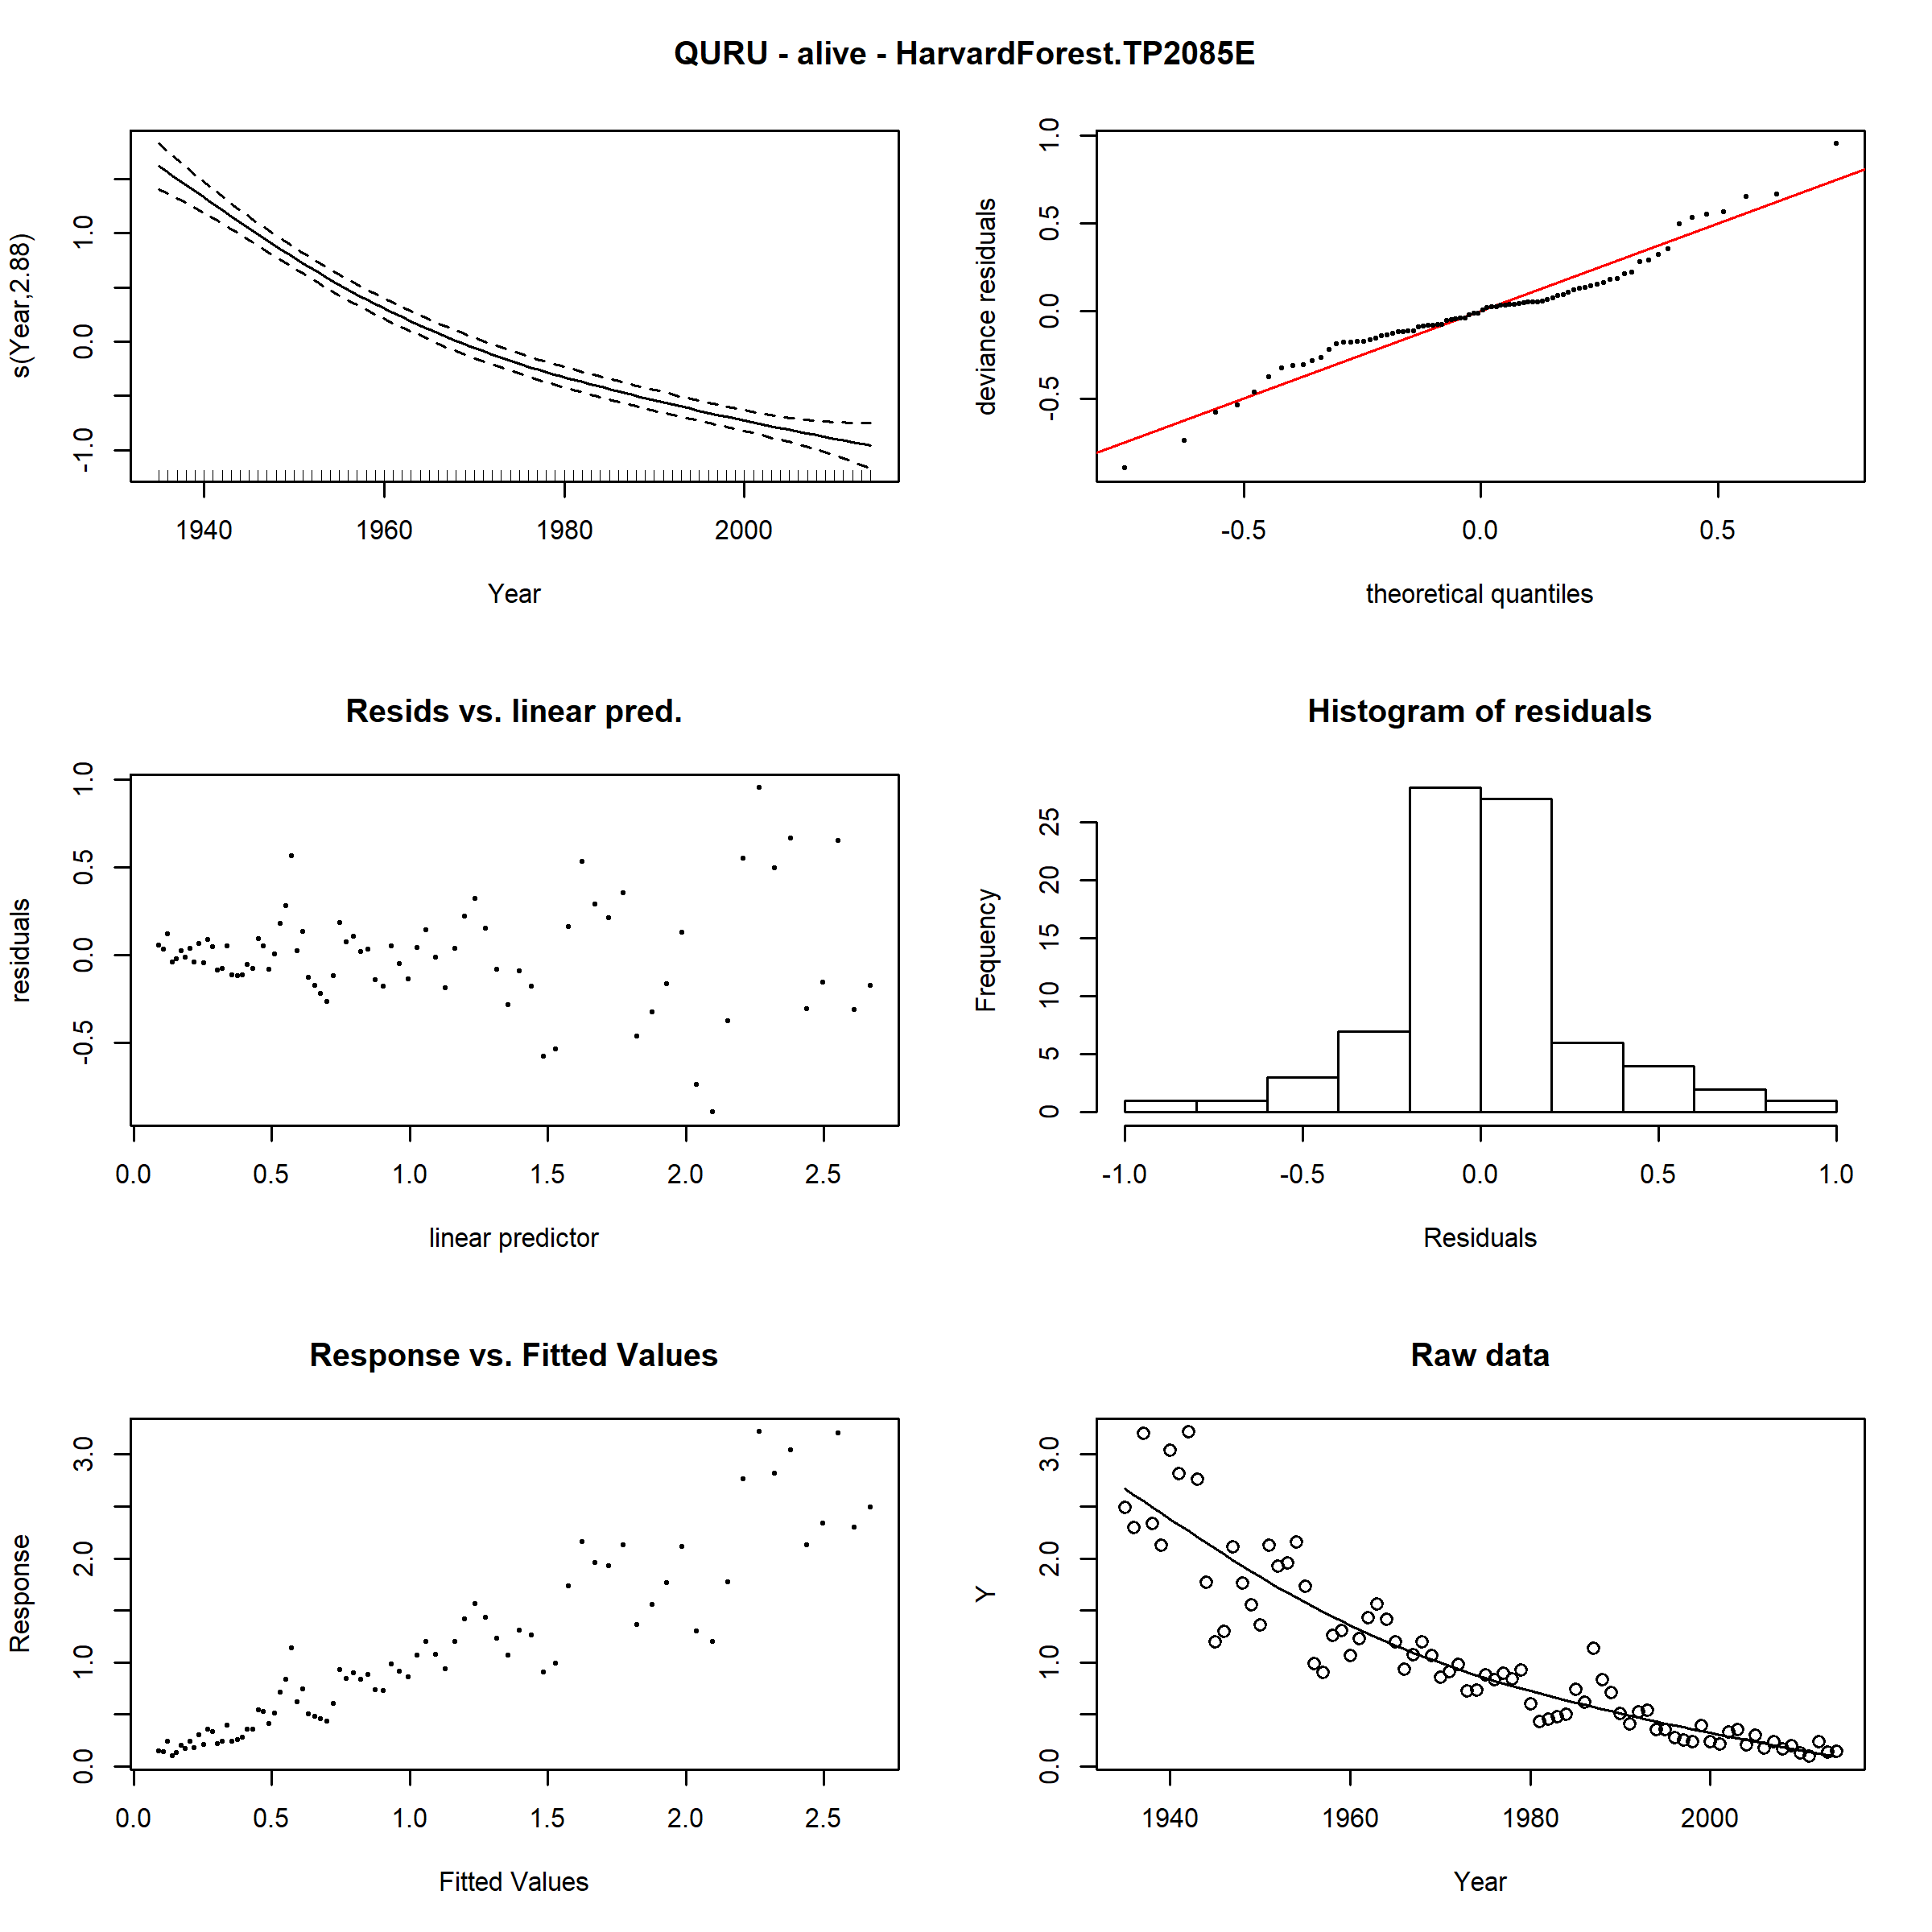 QURU - alive - HarvardForest.TP2085E
s(Year,2.88)
-1.0 0.0 1.0
1940 1960 1980 2000
Year
deviance residuals
-0.5 0.0 0.5 1.0
-0.5 0.0 0.5
theoretical quantiles
Resids vs. linear pred.
residuals
-0.5 0.0 0.5 1.0
0.0 0.5 1.0 1.5 2.0 2.5
linear predictor
Histogram of residuals
Frequency
0 5 10 15 20 25
-1.0 -0.5 0.0 0.5 1.0
Residuals
Response vs. Fitted Values
Response
0.0 1.0 2.0 3.0
0.0 0.5 1.0 1.5 2.0 2.5
Fitted Values
Raw data
Y
0.0 1.0 2.0 3.0
1940 1960 1980 2000
Year